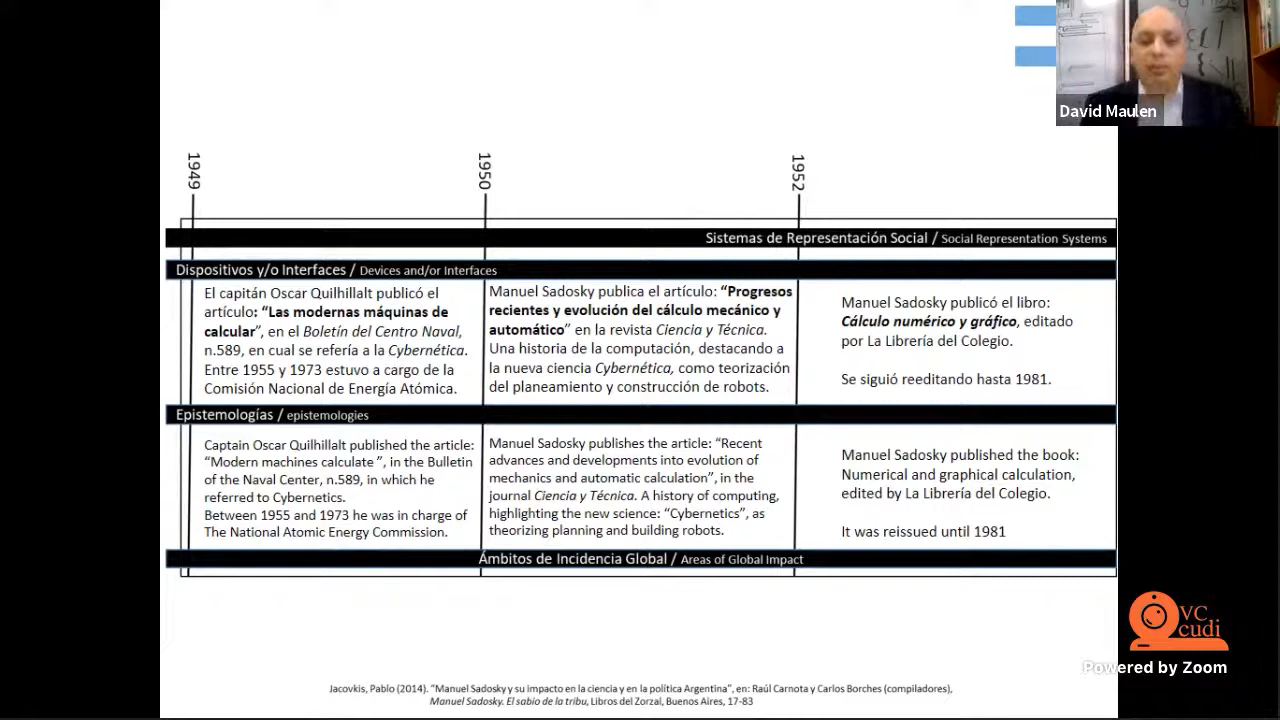 David Maulen
1949
1950
1952
Sistemas de Representación Social / Social Representation Systems
Dispositivos y/o Interfaces / Devices and/or Interfaces
El capitán Oscar Quilhillalt publicó el
artículo: “Las modernas máquinas de
calcular”, en el Boletín del Centro Naval,
n.589, en cual se refería a la Cybernética.
Entre 1955 y 1973 estuvo a cargo de la
Comisión Nacional de Energía Atómica.
Manuel Sadosky publica el artículo: “Progresos
recientes y evolución del cálculo mecánico y
automático” en la revista Ciencia y Técnica.
Una historia de la computación, destacando a
la nueva ciencia Cybernética, como teorización
del planeamiento y construcción de robots.
Manuel Sadosky publicó el libro:
Cálculo numérico y gráfico, editado
por La Librería del Colegio.
Se siguió reeditando hasta 1981.
Epistemologías / epistemologies
Captain Oscar Quilhillalt published the article:
“Modern machines calculate ”, in the Bulletin
of the Naval Center, n.589, in which he
referred to Cybernetics.
Between 1955 and 1973 he was in charge of
The National Atomic Energy Commission.
Manuel Sadosky publishes the article: “Recent
advances and developments into evolution of
mechanics and automatic calculation”, in the
journal Ciencia y Técnica. A history of computing,
highlighting the new science: “Cybernetics”, as
theorizing planning and building robots.
Manuel Sadosky published the book:
Numerical and graphical calculation,
edited by La Librería del Colegio.
It was reissued until 1981
Ámbitos de Incidencia Global / Areas of Global Impact
VC
cudi
Powered by Zoom
Jacovkis, Pablo (2014). “Manuel Sadosky y su impacto en la ciencia y en la política Argentina”, en: Raúl Carnota y Carlos Borches (compiladores),
Manuel Sadosky. El sabio de la tribu, Libros del Zorzal, Buenos Aires, 17-83